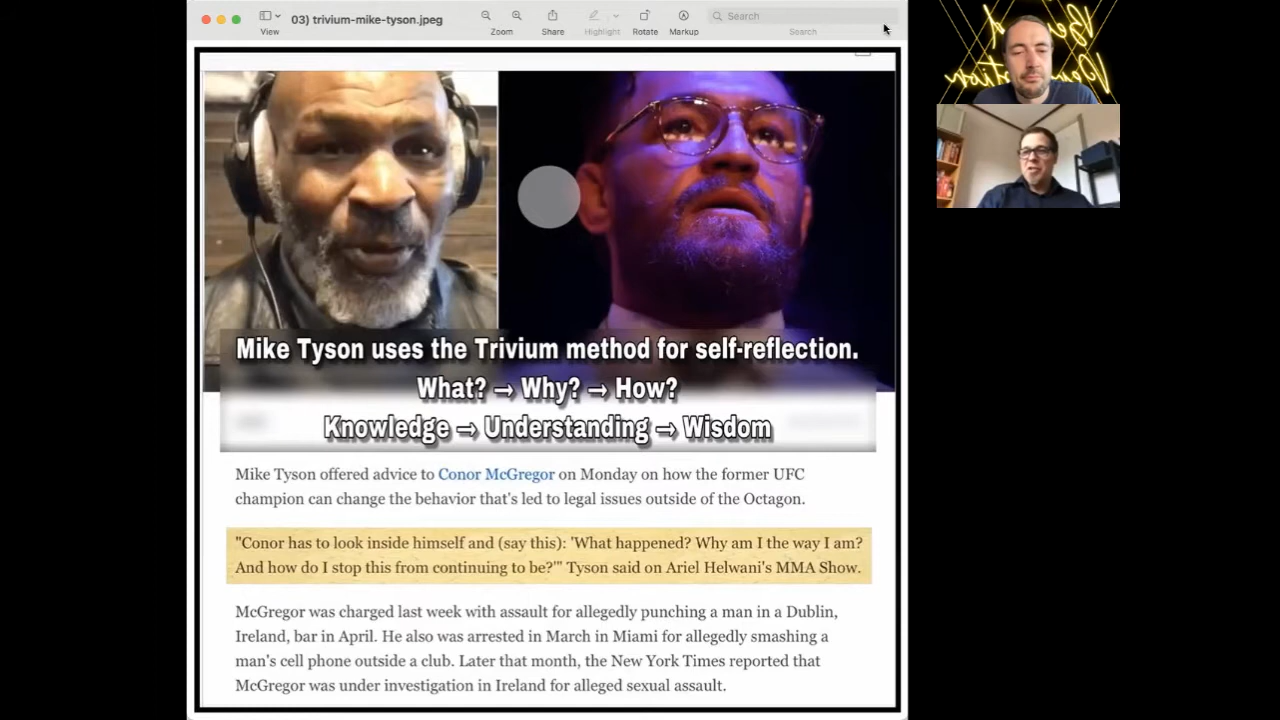 03) trivium-mike-tyson.jpeg
View
Zoom
Share
Highlight
Rotate
Markup
Search
Search
Mike Tyson uses the Trivium method for self-reflection.
What? → Why? → How?
Knowledge → Understanding → Wisdom
Mike Tyson offered advice to Conor McGregor on Monday on how the former UFC
champion can change the behavior that's led to legal issues outside of the Octagon.
"Conor has to look inside himself and (say this): 'What happened? Why am I the way I am?
And how do I stop this from continuing to be?'" Tyson said on Ariel Helwani's MMA Show.
McGregor was charged last week with assault for allegedly punching a man in a Dublin,
Ireland, bar in April. He also was arrested in March in Miami for allegedly smashing a
man's cell phone outside a club. Later that month, the New York Times reported that
McGregor was under investigation in Ireland for alleged sexual assault.